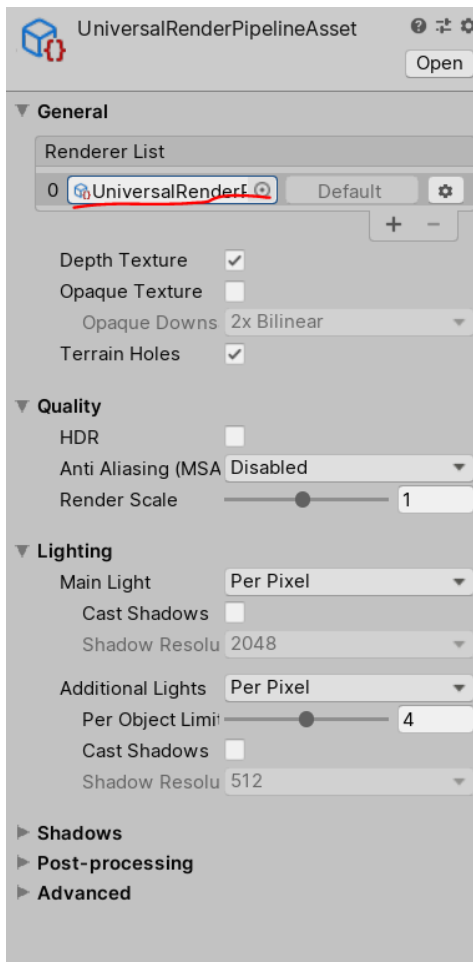 UniversalRenderPipelineAsset
Open
General
Renderer List
0 UniversalRenderF Default
Depth Texture
Opaque Texture
Opaque Downs 2x Bilinear
Terrain Holes
Quality
HDR
Anti Aliasing (MSA Disabled
Render Scale 1
Lighting
Main Light Per Pixel
Cast Shadows
Shadow Resolu 2048
Additional Lights Per Pixel
Per Object Limit 4
Cast Shadows
Shadow Resolu 512
Shadows
Post-processing
Advanced